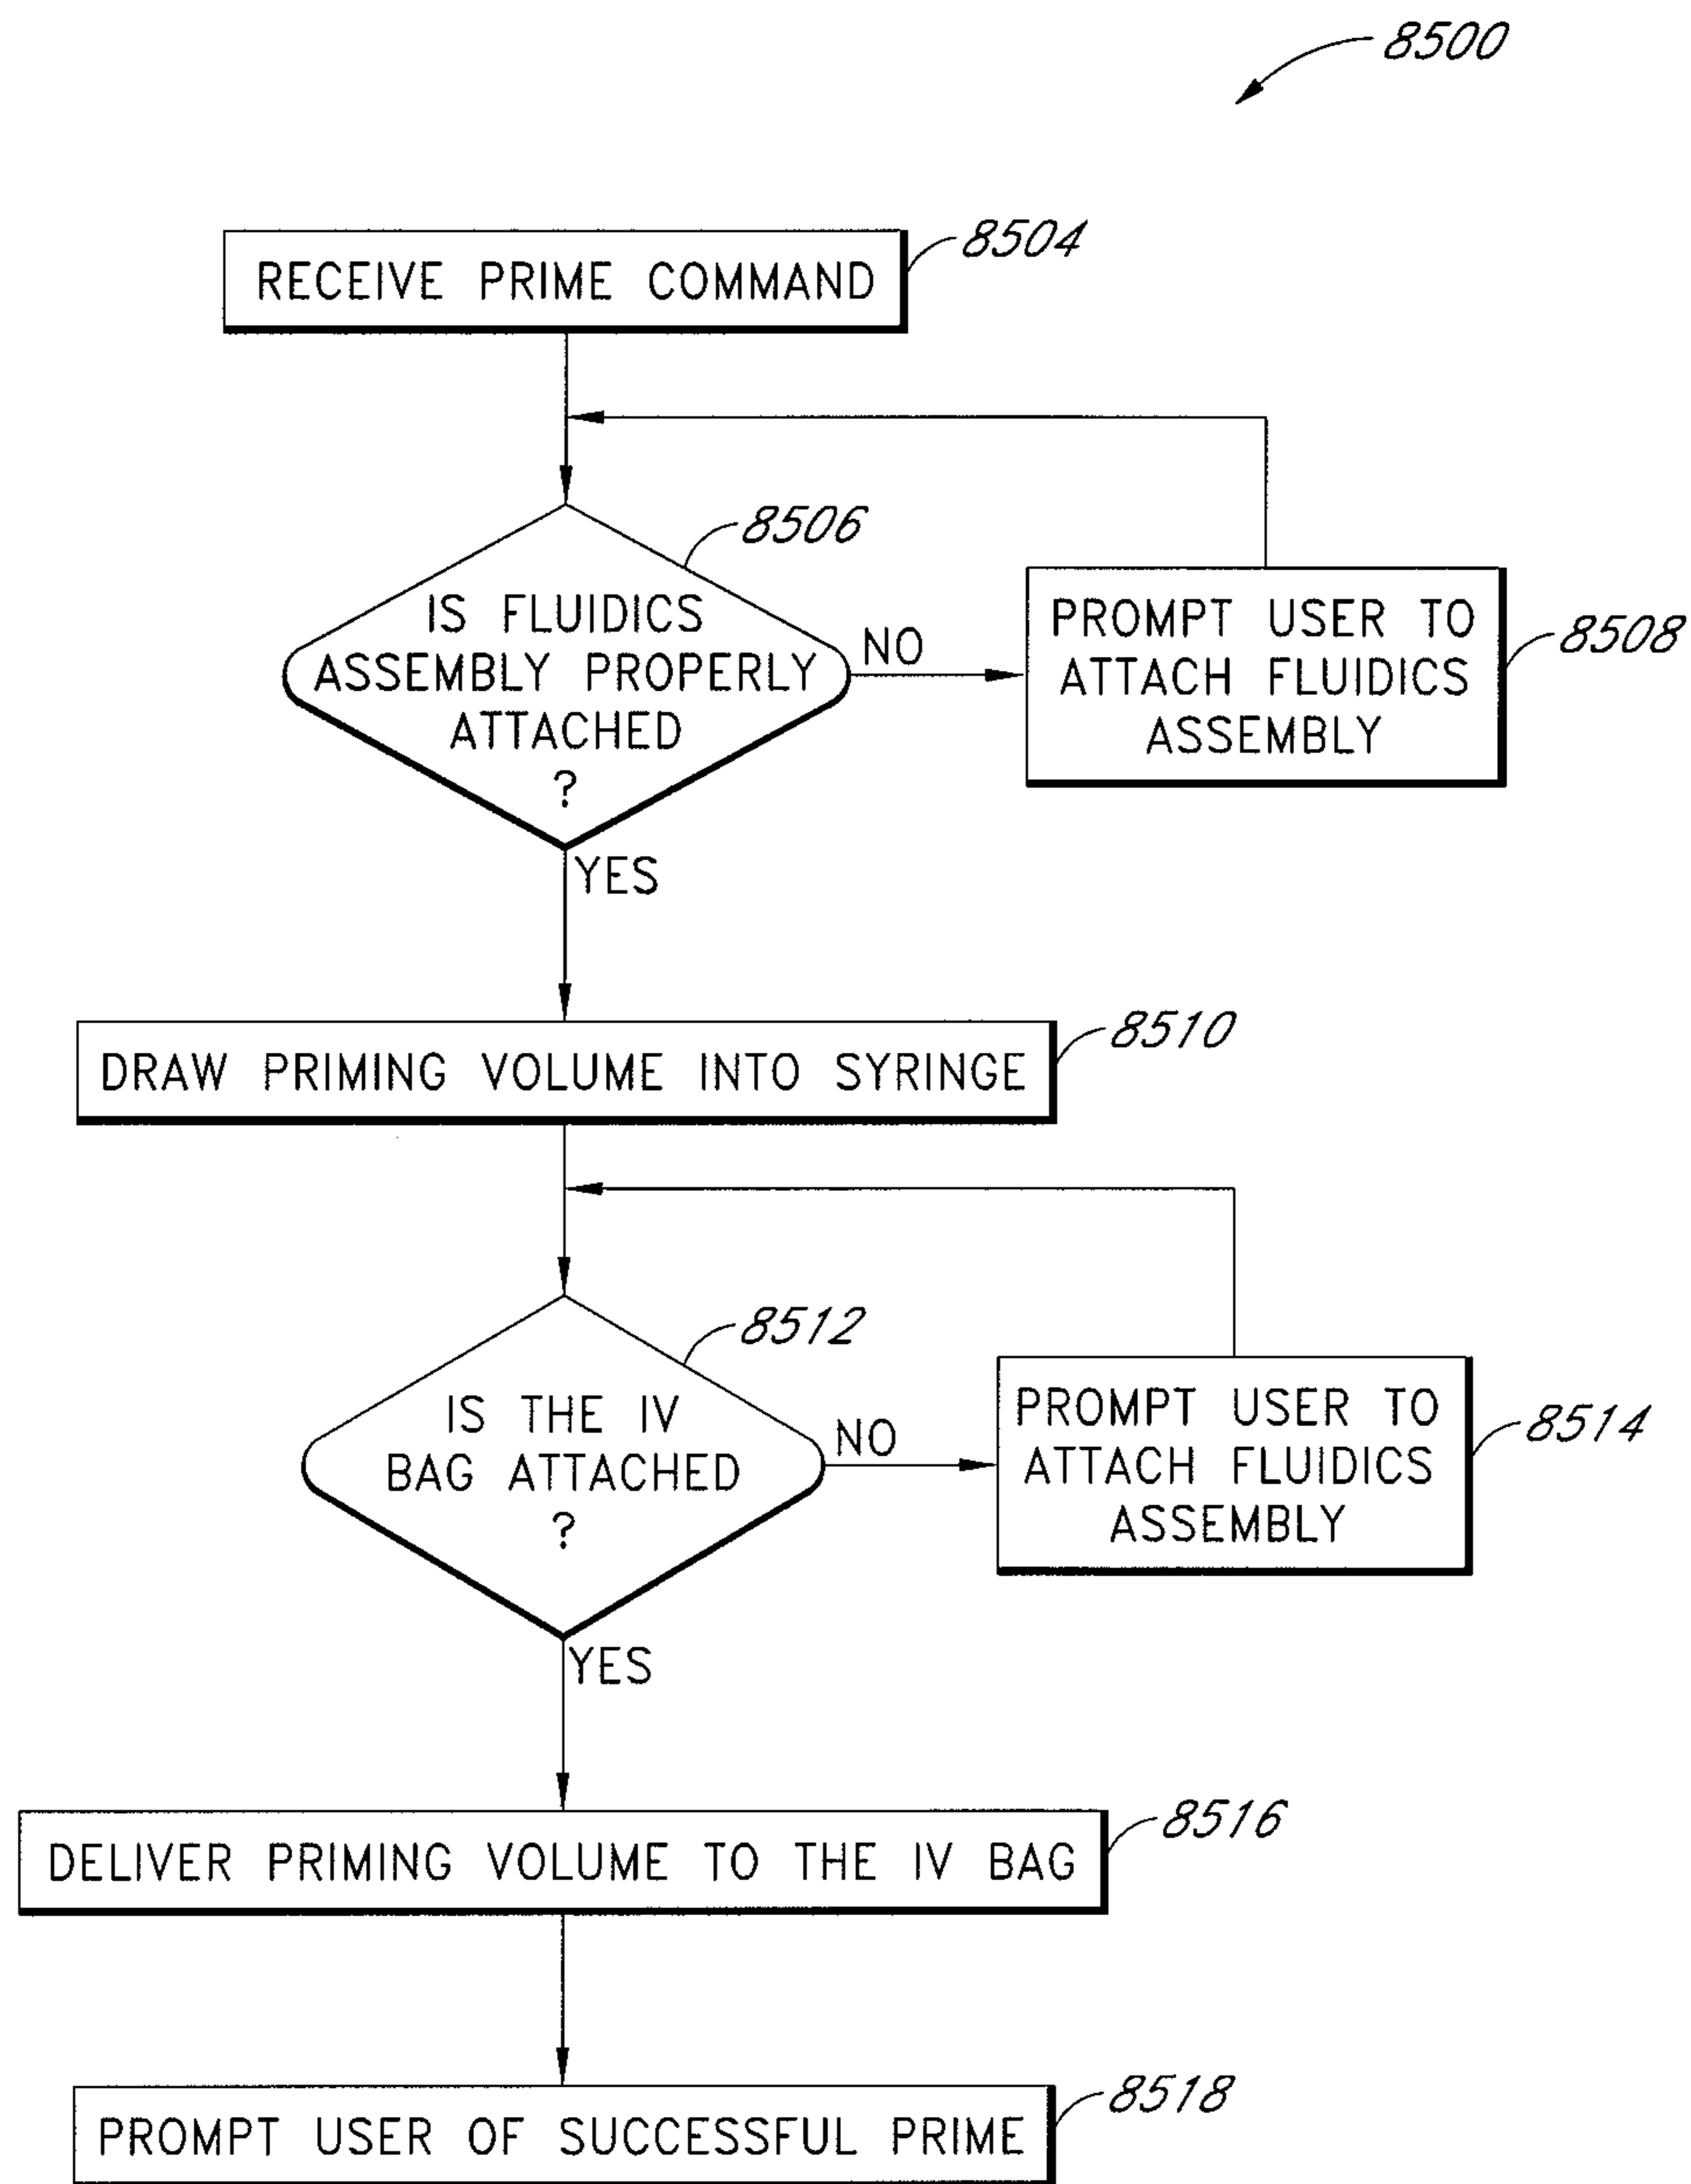 8500
RECEIVE PRIME COMMAND
8504
8506
IS FLUIDICS
ASSEMBLY PROPERLY
ATTACHED
?
NO
PROMPT USER TO
ATTACH FLUIDICS
ASSEMBLY
8508
YES
DRAW PRIMING VOLUME INTO SYRINGE
8510
8512
IS THE IV
BAG ATTACHED
?
NO
PROMPT USER TO
ATTACH FLUIDICS
ASSEMBLY
8514
YES
DELIVER PRIMING VOLUME TO THE IV BAG
8516
PROMPT USER OF SUCCESSFUL PRIME
8518